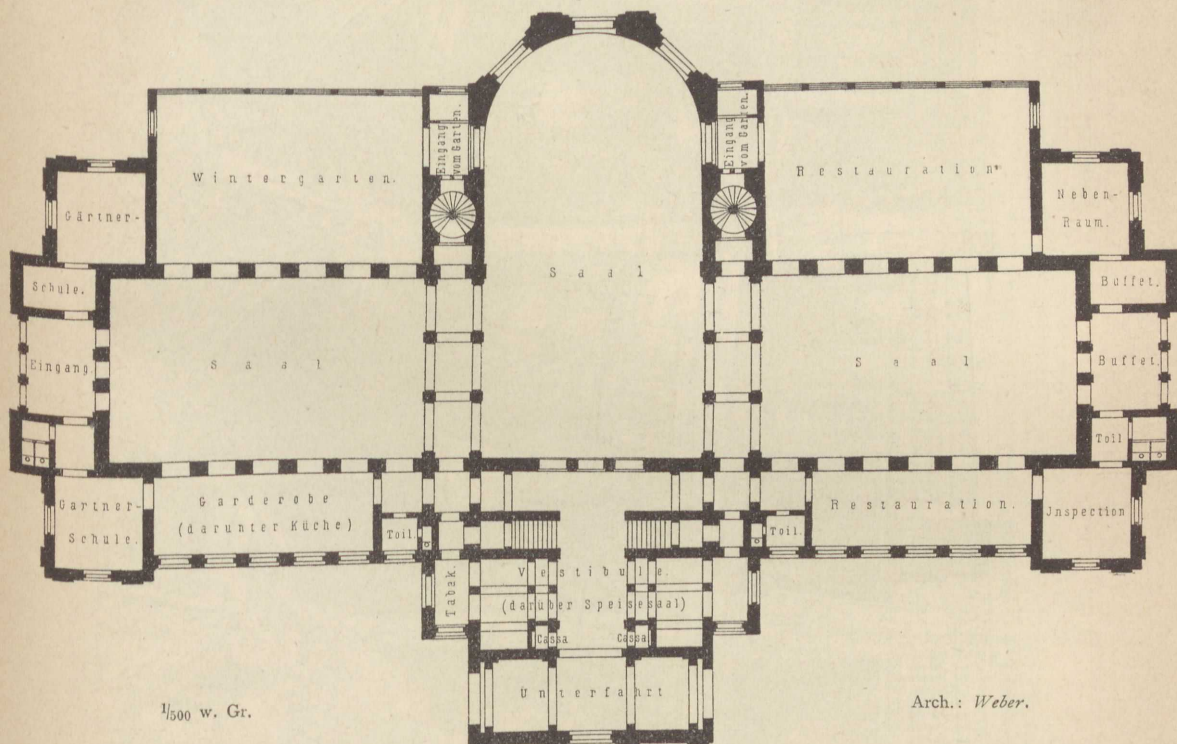 Eingang
vom Garten.
Eingang
vom Garten.
Wintergarten.
Restauration.
Gärtner-
Neben-
Raum.
Saal
Schule.
Buffet.
Eingang.
Saal
Saal
Buffet.
Toil
Gartner-
Schule.
Garderobe
(darunter Küche)
Toil.
Toil.
Restauration.
Jnspection
Tabak.
Vestibule.
(darüber Speisesaal)
Cassa
Cassa
Unterfahrt
1/500 w. Gr.
Arch.: Weber.